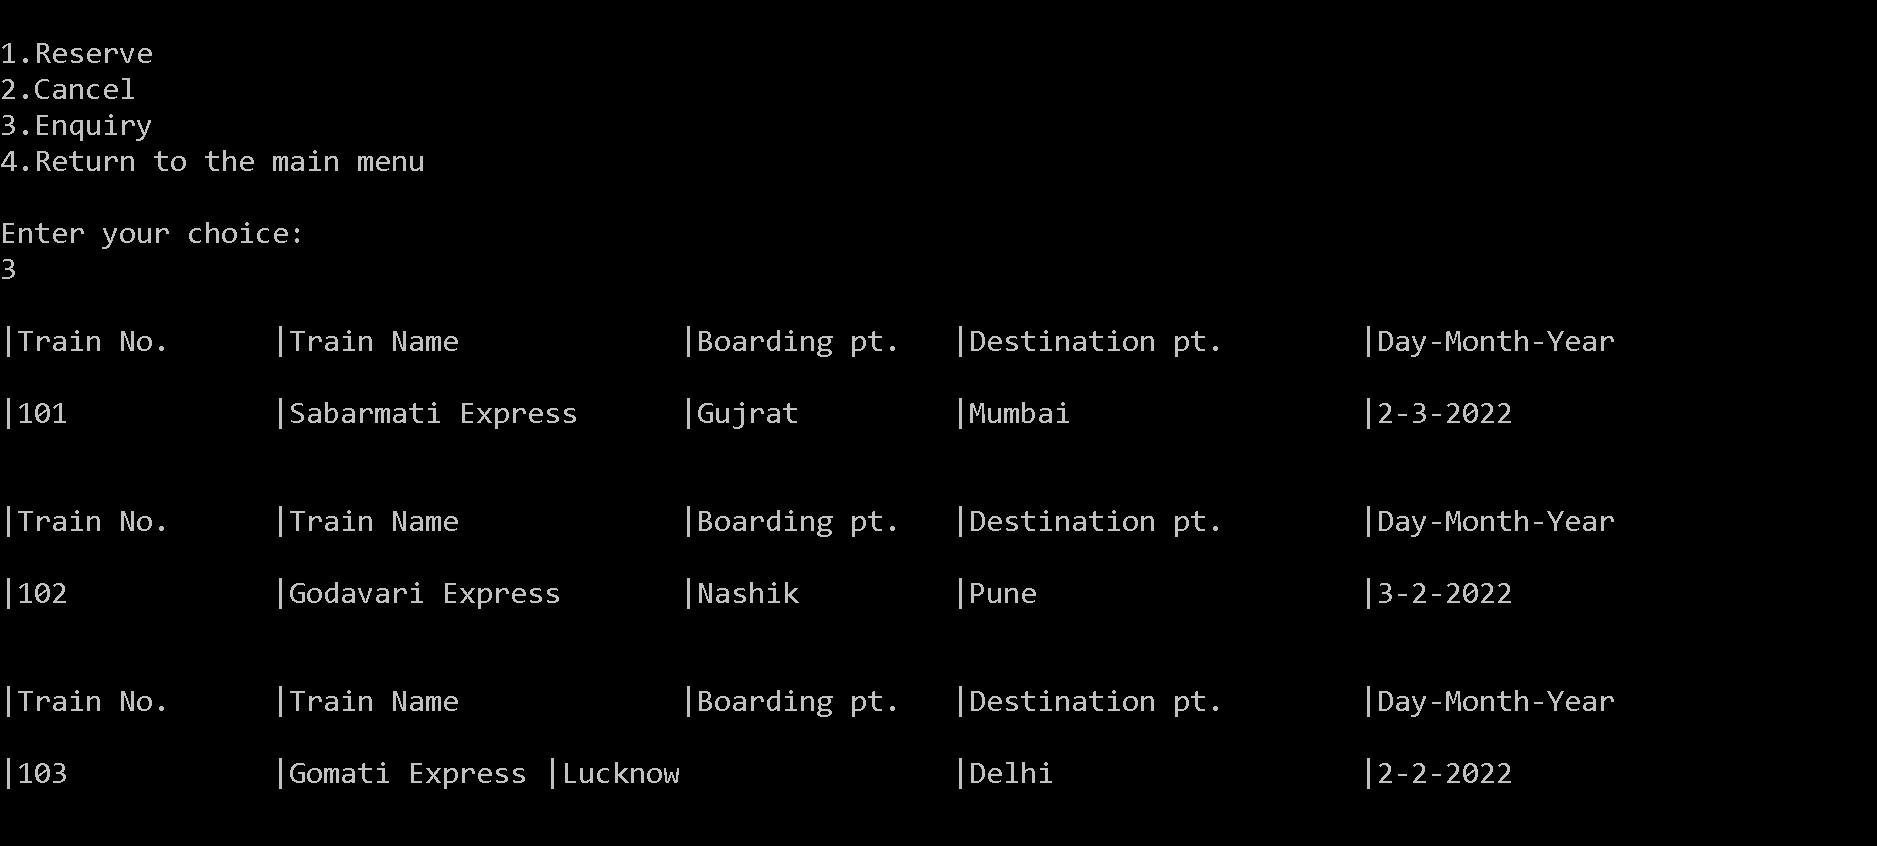 1.Reserve
2.Cancel
3.Enquiry
4.Return to the main menu
Enter your choice:
3
|Train No. |Train Name |Boarding pt. |Destination pt. |Day-Month-Year
|101 |Sabarmati Express |Gujrat |Mumbai |2-3-2022
|Train No. |Train Name |Boarding pt. |Destination pt. |Day-Month-Year
|102 |Godavari Express |Nashik |Pune |3-2-2022
|Train No. |Train Name |Boarding pt. |Destination pt. |Day-Month-Year
|103 |Gomati Express |Lucknow |Delhi |2-2-2022